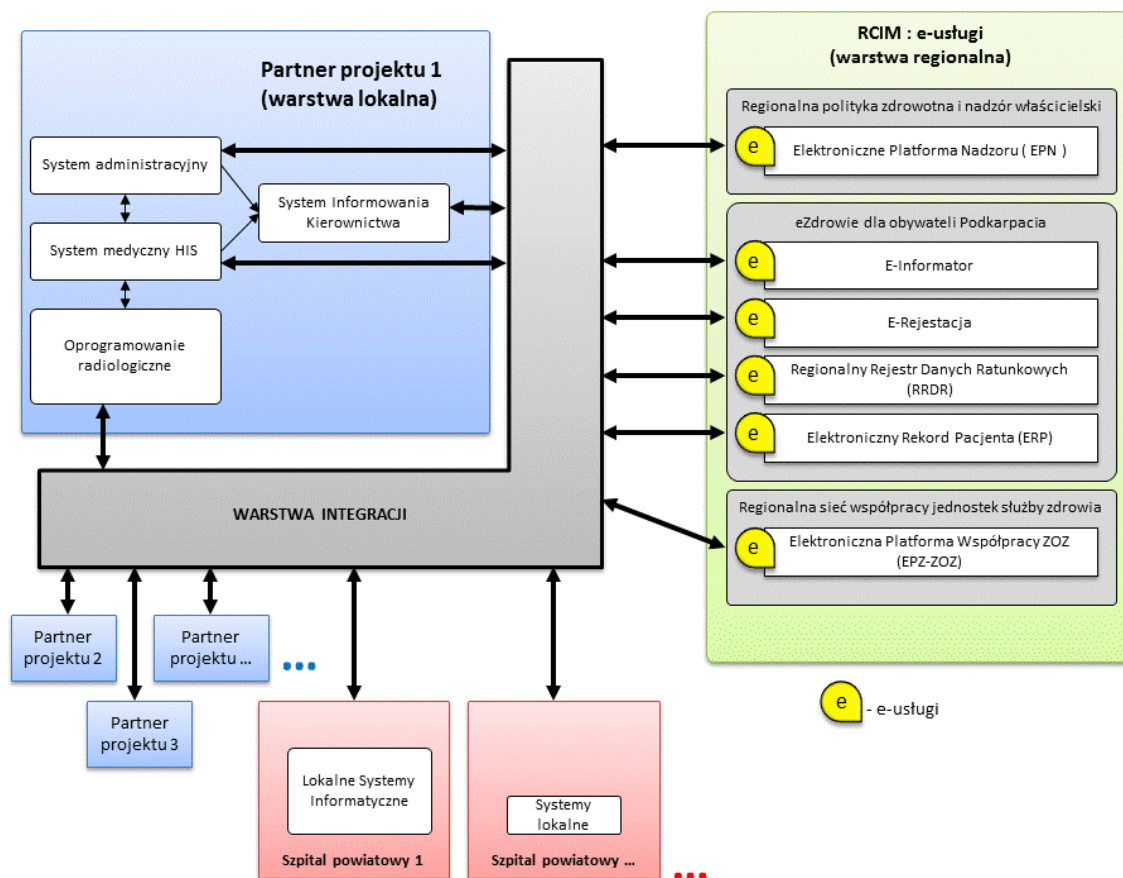 Partner projektu 1
(warstwa lokalna)
System administracyjny
System Informowania
Kierownictwa
System medyczny HIS
Oprogramowanie
radiologiczne
WARSTWA INTEGRACJI
RCIM : e-usługi
(warstwa regionalna)
Regionalna polityka zdrowotna i nadzór właścicielski
e
Elektroniczne Platforma Nadzoru ( EPN )
eZdrowie dla obywateli Podkarpacia
e
E-Informator
e
E-Rejestacja
e
Regionalny Rejestr Danych Ratunkowych
(RRDR)
e
Elektroniczny Rekord Pacjenta (ERP)
Regionalna sieć współpracy jednostek służby zdrowia
e
Elektroniczna Platforma Współpracy ZOZ
(EPZ-ZOZ)
Partner
projektu 2
Partner
projektu ...
...
Partner
projektu 3
Lokalne Systemy
Informatyczne
Szpital powiatowy 1
Systemy
lokalne
Szpital powiatowy ...
...
e
- e-usługi